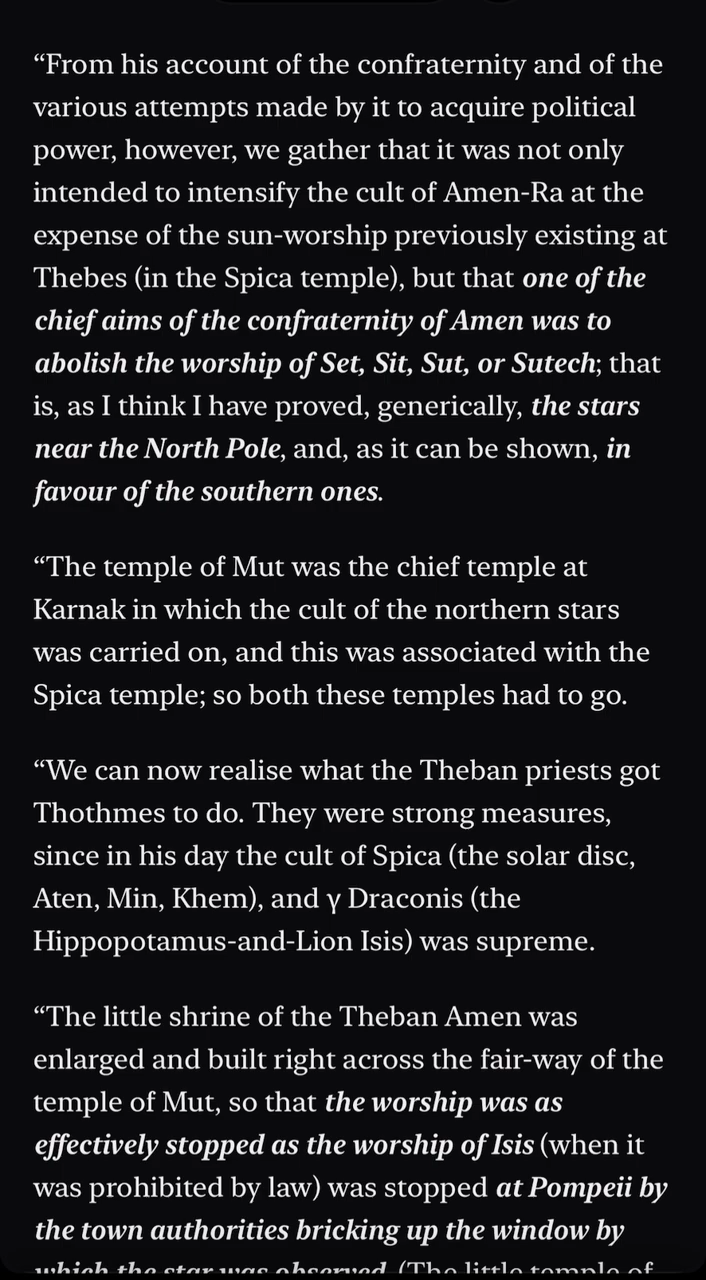 “From his account of the confraternity and of the
various attempts made by it to acquire political
power, however, we gather that it was not only
intended to intensify the cult of Amen-Ra at the
expense of the sun-worship previously existing at
Thebes (in the Spica temple), but that one of the
chief aims of the confraternity of Amen was to
abolish the worship of Set, Sit, Sut, or Sutech; that
is, as I think I have proved, generically, the stars
near the North Pole, and, as it can be shown, in
favour of the southern ones.
“The temple of Mut was the chief temple at
Karnak in which the cult of the northern stars
was carried on, and this was associated with the
Spica temple; so both these temples had to go.
“We can now realise what the Theban priests got
Thothmes to do. They were strong measures,
since in his day the cult of Spica (the solar disc,
Aten, Min, Khem), and γ Draconis (the
Hippopotamus-and-Lion Isis) was supreme.
“The little shrine of the Theban Amen was
enlarged and built right across the fair-way of the
temple of Mut, so that the worship was as
effectively stopped as the worship of Isis (when it
was prohibited by law) was stopped at Pompeii by
the town authorities bricking up the window by
which the star was observed. (The little temple of